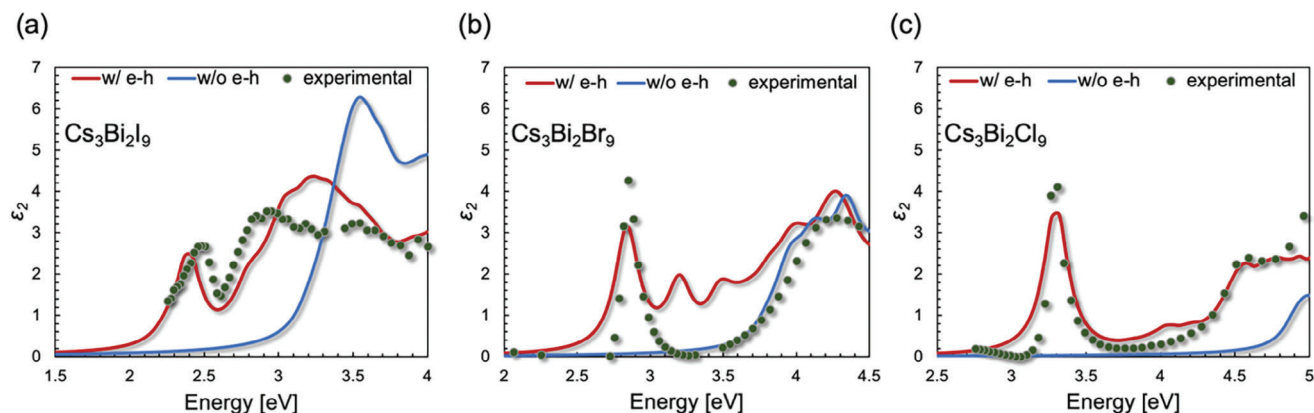 (a)
7
6
5
4
3
2
1
0
ε2
w/ e-h w/o e-h experimental
Cs3Bi2I9
1.5 2 2.5 3 3.5 4
Energy [eV]
(b)
7
6
5
4
3
2
1
0
ε2
w/ e-h w/o e-h experimental
Cs3Bi2Br9
2 2.5 3 3.5 4 4.5
Energy [eV]
(c)
7
6
5
4
3
2
1
0
ε2
w/ e-h w/o e-h experimental
Cs3Bi2Cl9
2.5 3 3.5 4 4.5 5
Energy [eV]